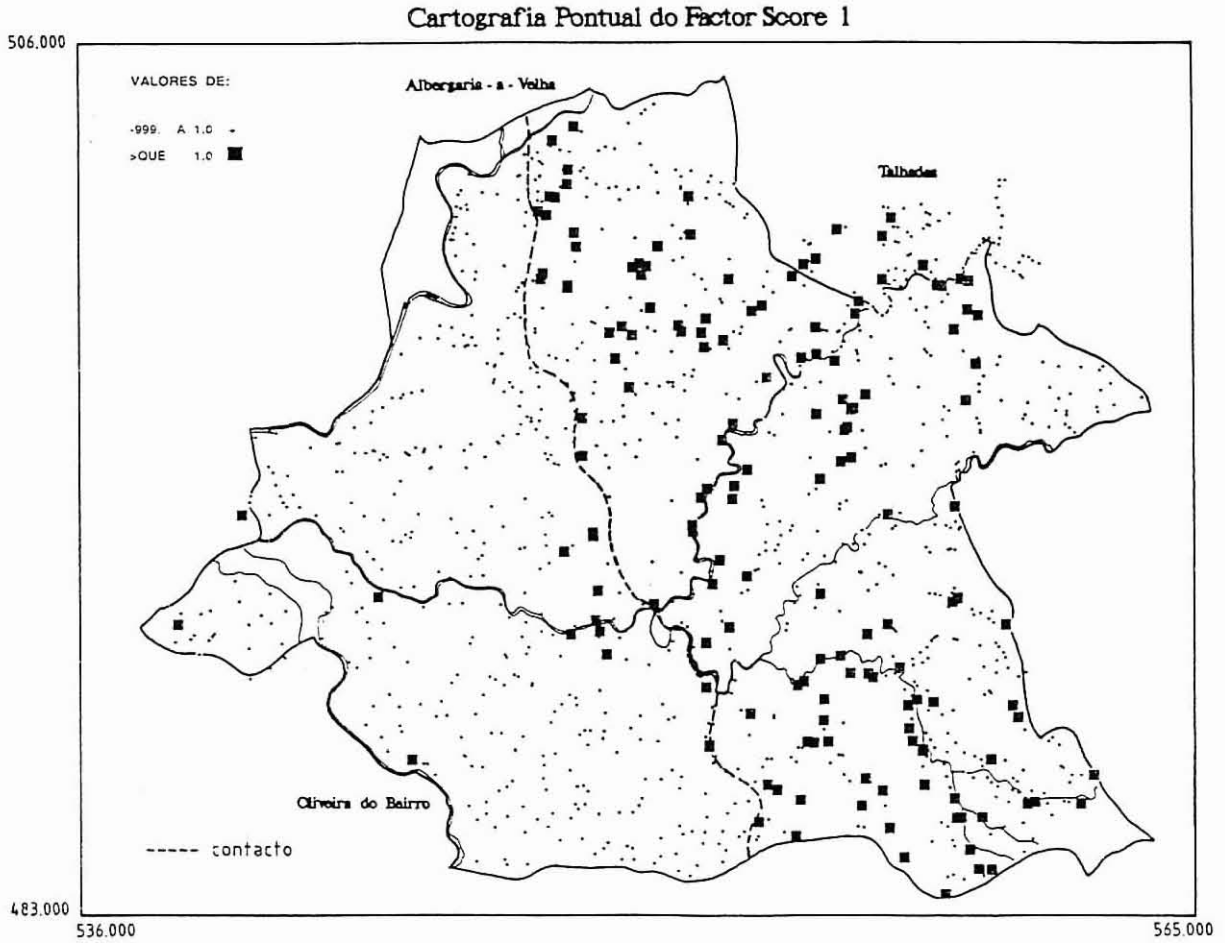 Cartografia Pontual do Factor Score 1
506.000
VALORES DE:
Albergaria - a - Velha
-999. A 1.0
>QUE 1.0
Talhadas
Oliveira do Bairro
----- contacto
483.000
536.000
565.000